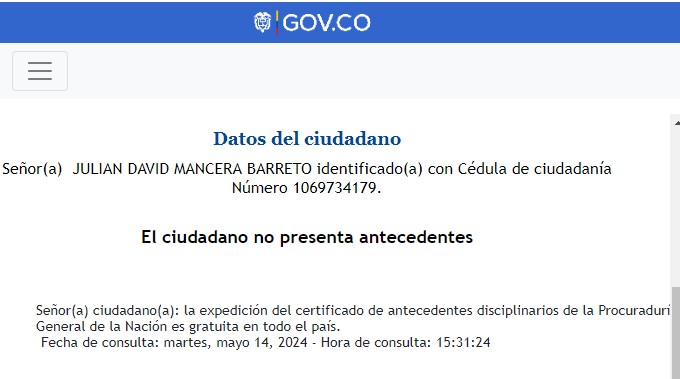 GOV.CO
Datos del ciudadano
Señor(a) JULIAN DAVID MANCERA BARRETO identificado(a) con Cédula de ciudadanía
Número 1069734179.
El ciudadano no presenta antecedentes
Señor(a) ciudadano(a): la expedición del certificado de antecedentes disciplinarios de la Procuradurí
General de la Nación es gratuita en todo el país.
Fecha de consulta: martes, mayo 14, 2024 - Hora de consulta: 15:31:24